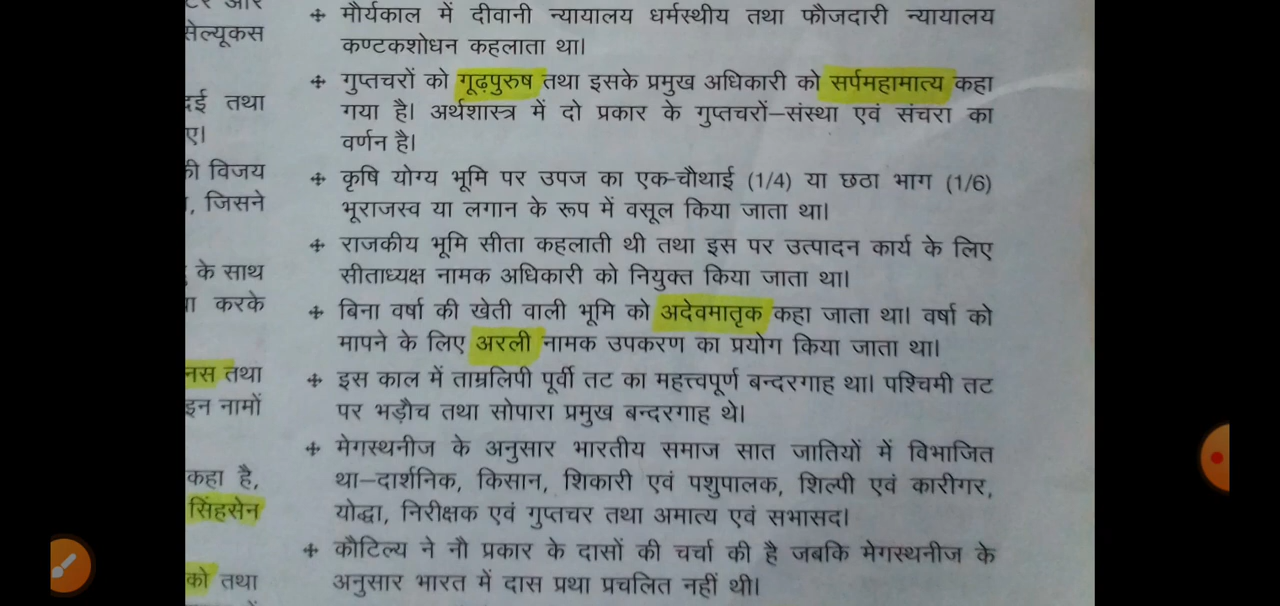 सेल्यूकस
दई तथा
ए।
की विजय
, जिसने
के साथ
करके
नस तथा
इन नामों
कहा है,
सिंहसेन
को तथा
मौर्यकाल में दीवानी न्यायालय धर्मस्थीय तथा फौजदारी न्यायालय
कण्टकशोधन कहलाता था।
गुप्तचरों को गूढ़पुरुष तथा इसके प्रमुख अधिकारी को सर्पमहामात्य कहा
गया है। अर्थशास्त्र में दो प्रकार के गुप्तचरों–संस्था एवं संचरा का
वर्णन है।
कृषि योग्य भूमि पर उपज का एक-चौथाई (1/4) या छठा भाग (1/6)
भूराजस्व या लगान के रूप में वसूल किया जाता था।
राजकीय भूमि सीता कहलाती थी तथा इस पर उत्पादन कार्य के लिए
सीताध्यक्ष नामक अधिकारी को नियुक्त किया जाता था।
बिना वर्षा की खेती वाली भूमि को अदेवमातृक कहा जाता था। वर्षा को
मापने के लिए अरली नामक उपकरण का प्रयोग किया जाता था।
इस काल में ताम्रलिपी पूर्वी तट का महत्त्वपूर्ण बन्दरगाह था। पश्चिमी तट
पर भड़ौच तथा सोपारा प्रमुख बन्दरगाह थे।
मेगस्थनीज के अनुसार भारतीय समाज सात जातियों में विभाजित
था–दार्शनिक, किसान, शिकारी एवं पशुपालक, शिल्पी एवं कारीगर,
योद्धा, निरीक्षक एवं गुप्तचर तथा अमात्य एवं सभासद।
कौटिल्य ने नौ प्रकार के दासों की चर्चा की है जबकि मेगस्थनीज के
अनुसार भारत में दास प्रथा प्रचलित नहीं थी।